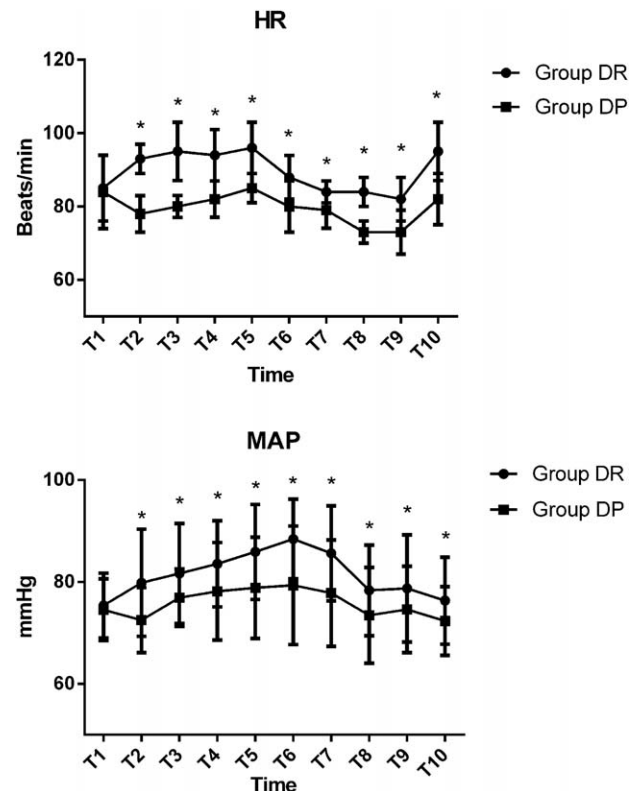 HR
120
100
80
60
Beats/min
* * * * * * * * *
T1 T2 T3 T4 T5 T6 T7 T8 T9 T10
Time
Group DR
Group DP
MAP
100
80
60
mmHg
* * * * * * * * *
T1 T2 T3 T4 T5 T6 T7 T8 T9 T10
Time
Group DR
Group DP